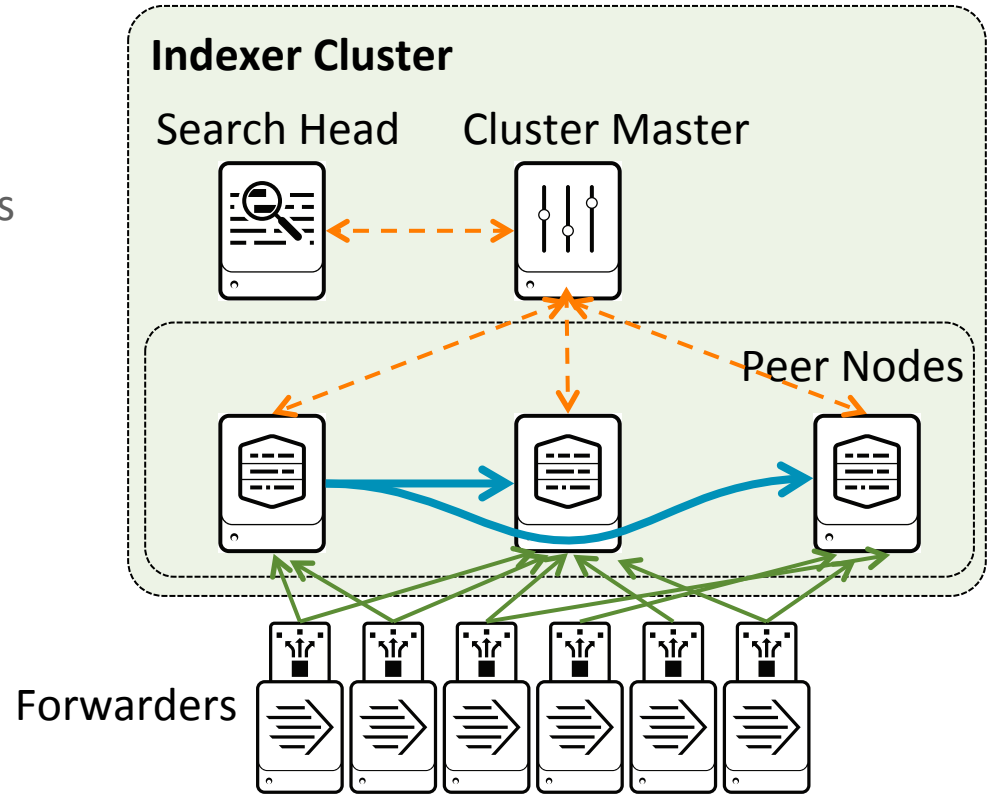 Indexer Cluster
Search Head
Cluster Master
s
Peer Nodes
Forwarders